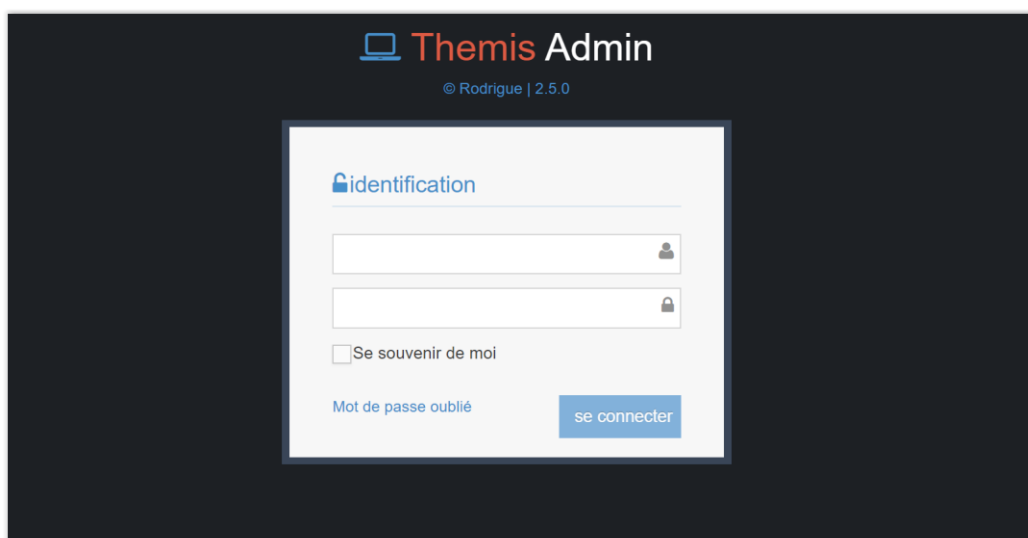 Themis Admin
© Rodrigue | 2.5.0
identification
Se souvenir de moi
Mot de passe oublié
se connecter